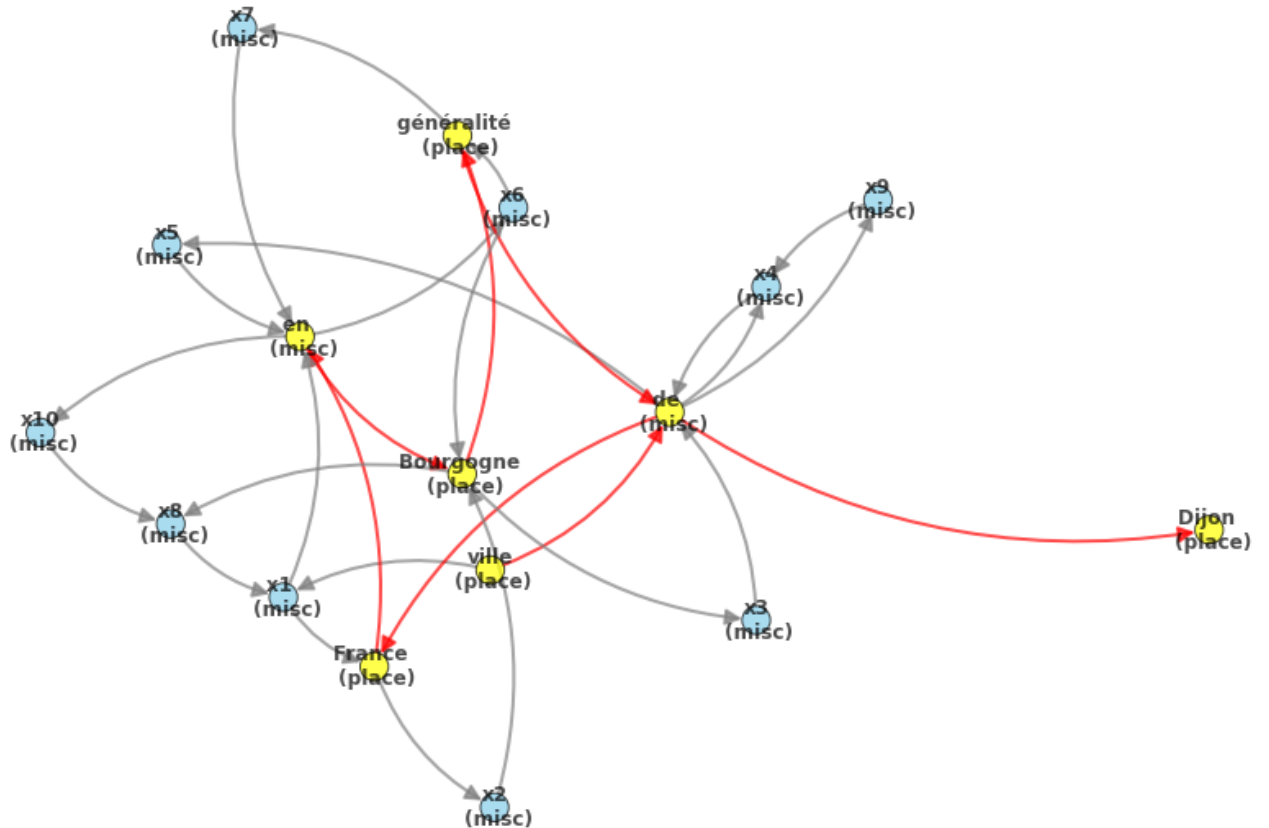 x7
(misc)
généralité
(place)
x6
(misc)
x9
(misc)
x5
(misc)
x4
(misc)
en
(misc)
de
(misc)
x10
(misc)
Bourgogne
(place)
x8
(misc)
Dijon
(place)
ville
(place)
x1
(misc)
x3
(misc)
France
(place)
x2
(misc)